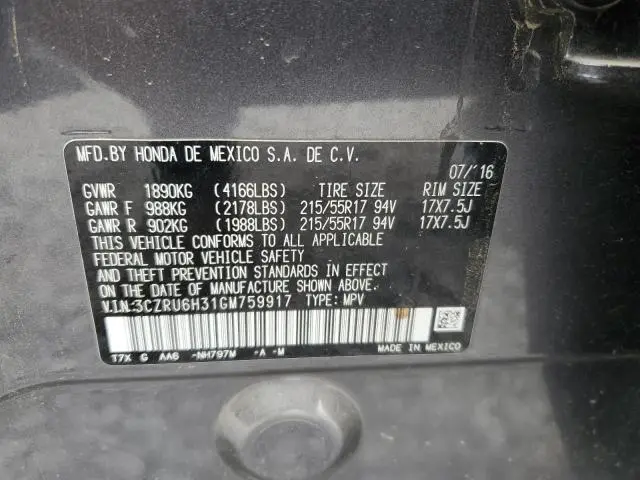 MFD.BY HONDA DE MEXICO S.A. DE C.V.
07/'16
GVWR 1890KG (4166LBS) TIRE SIZE RIM SIZE
GAWR F 988KG (2178LBS) 215/55R17 94V 17X7.5J
GAWR R 902KG (1988LBS) 215/55R17 94V 17X7.5J
THIS VEHICLE CONFORMS TO ALL APPLICABLE
FEDERAL MOTOR VEHICLE SAFETY
AND THEFT PREVENTION STANDARDS IN EFFECT
ON THE DATE OF MANUFACTURE SHOWN ABOVE.
V.I.N:3CZRU6H31GM759917 TYPE: MPV
T7X G AA6 -NH797M -A -M
MADE IN MEXICO